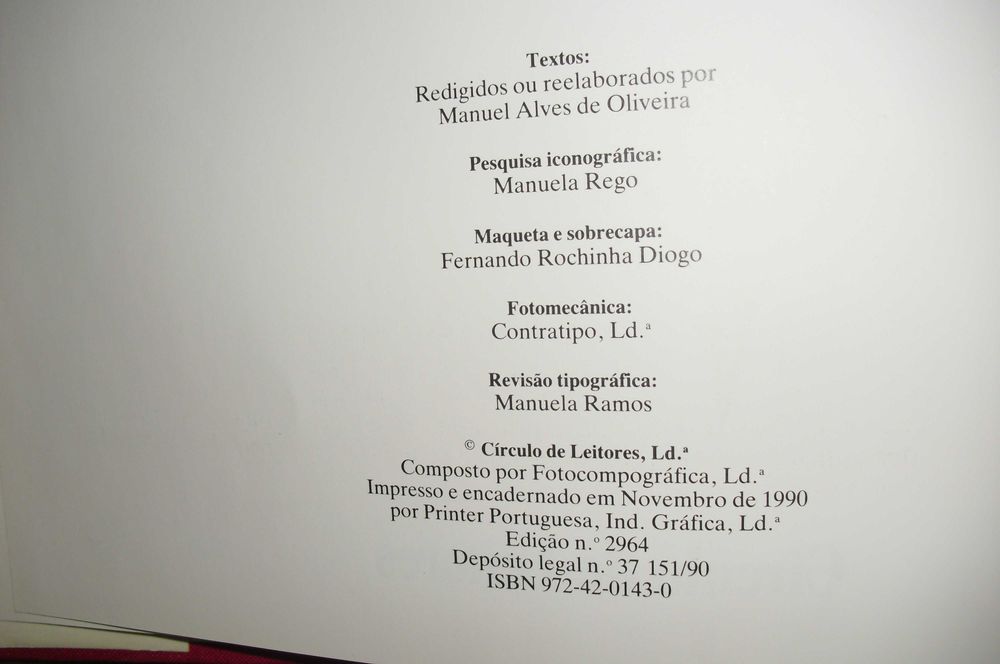 Textos:
Redigidos ou reelaborados por
Manuel Alves de Oliveira
Pesquisa iconográfica:
Manuela Rego
Maqueta e sobrecapa:
Fernando Rochinha Diogo
Fotomecânica:
Contratipo, Ld.ª
Revisão tipográfica:
Manuela Ramos
© Círculo de Leitores, Ld.ª
Composto por Fotocompográfica, Ld.ª
Impresso e encadernado em Novembro de 1990
por Printer Portuguesa, Ind. Gráfica, Ld.ª
Edição n.º 2964
Depósito legal n.º 37 151/90
ISBN 972-42-0143-0